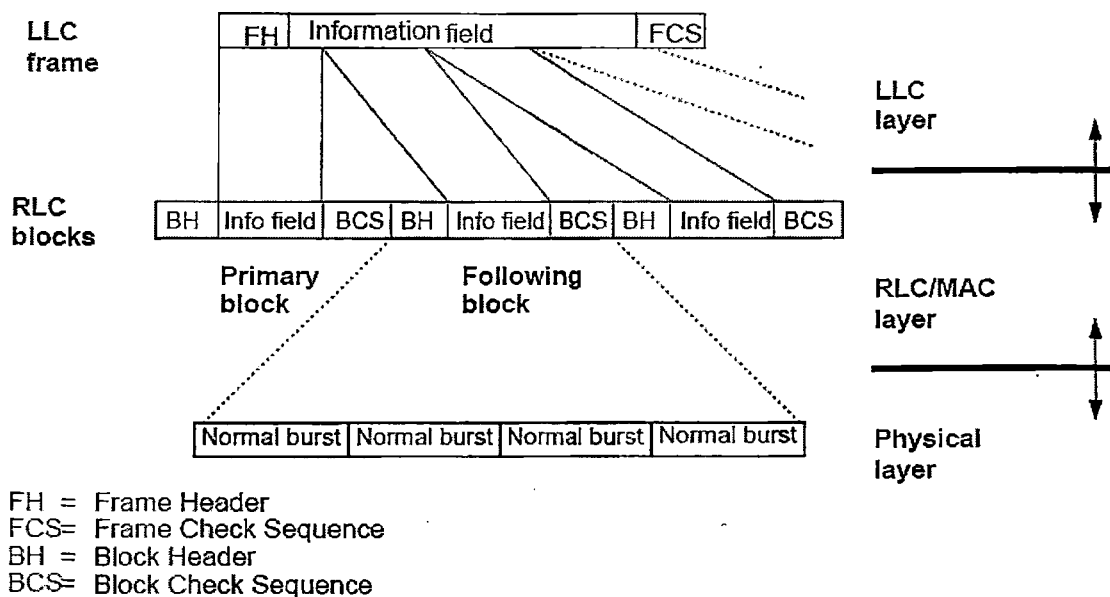 LLC frame
FH Information field FCS
LLC layer
RLC blocks
BH Info field BCS BH Info field BCS BH Info field BCS
Primary block
Following block
RLC/MAC layer
Normal burst Normal burst Normal burst Normal burst
Physical layer
FH = Frame Header
FCS= Frame Check Sequence
BH = Block Header
BCS= Block Check Sequence